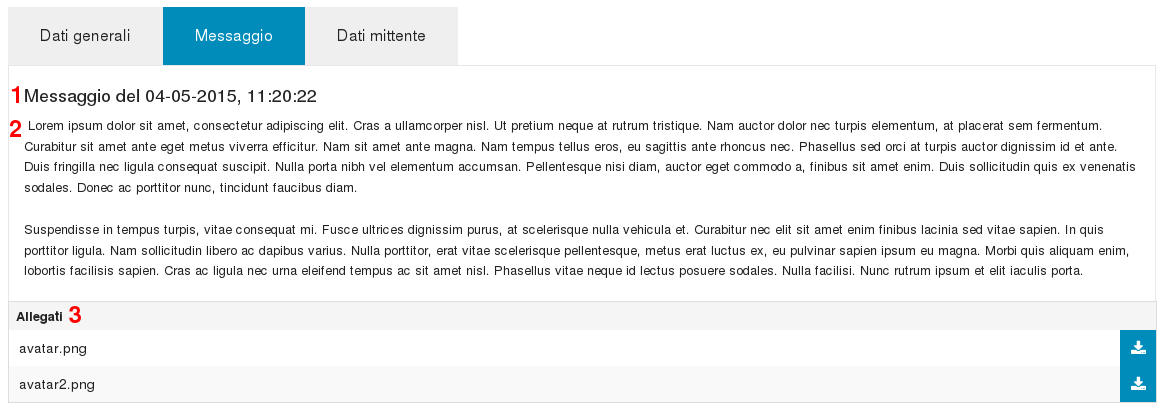 Dati generali Messaggio Dati mittente
1 Messaggio del 04-05-2015, 11:20:22
2 Lorem ipsum dolor sit amet, consectetur adipiscing elit. Cras a ullamcorper nisl. Ut pretium neque at rutrum tristique. Nam auctor dolor nec turpis elementum, at placerat sem fermentum.
Curabitur sit amet ante eget metus viverra efficitur. Nam sit amet ante magna. Nam tempus tellus eros, eu sagittis ante rhoncus nec. Phasellus sed orci at turpis auctor dignissim id et ante.
Duis fringilla nec ligula consequat suscipit. Nulla porta nibh vel elementum accumsan. Pellentesque nisi diam, auctor eget commodo a, finibus sit amet enim. Duis sollicitudin quis ex venenatis
sodales. Donec ac porttitor nunc, tincidunt faucibus diam.
Suspendisse in tempus turpis, vitae consequat mi. Fusce ultrices dignissim purus, at scelerisque nulla vehicula et. Curabitur nec elit sit amet enim finibus lacinia sed vitae sapien. In quis
porttitor ligula. Nam sollicitudin libero ac dapibus varius. Nulla porttitor, erat vitae scelerisque pellentesque, metus erat luctus ex, eu pulvinar sapien ipsum eu magna. Morbi quis aliquam enim,
lobortis facilisis sapien. Cras ac ligula nec urna eleifend tempus ac sit amet nisl. Phasellus vitae neque id lectus posuere sodales. Nulla facilisi. Nunc rutrum ipsum et elit iaculis porta.
Allegati 3
avatar.png
avatar2.png